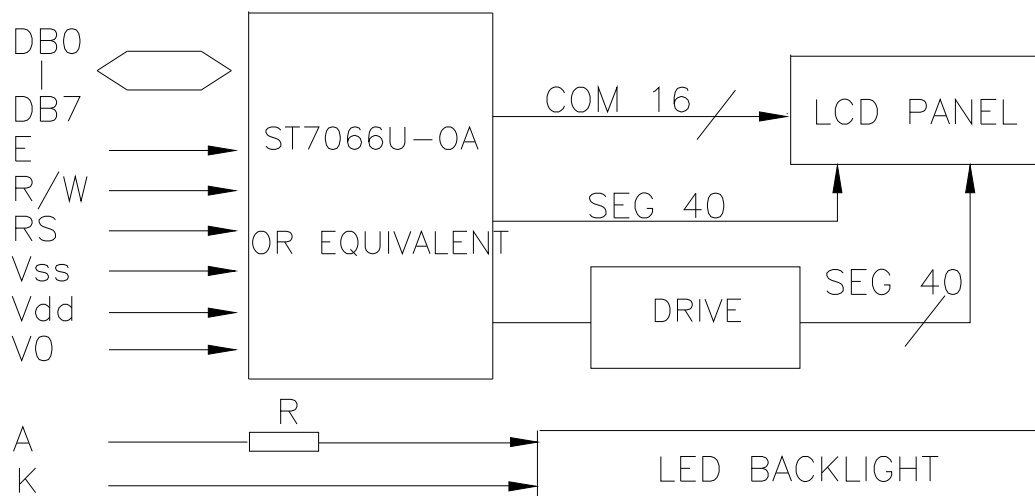 DB0
|
DB7
E
R/W
RS
Vss
Vdd
V0
A
K
ST7066U-0A
OR EQUIVALENT
COM 16
LCD PANEL
SEG 40
SEG 40
DRIVE
R
LED BACKLIGHT